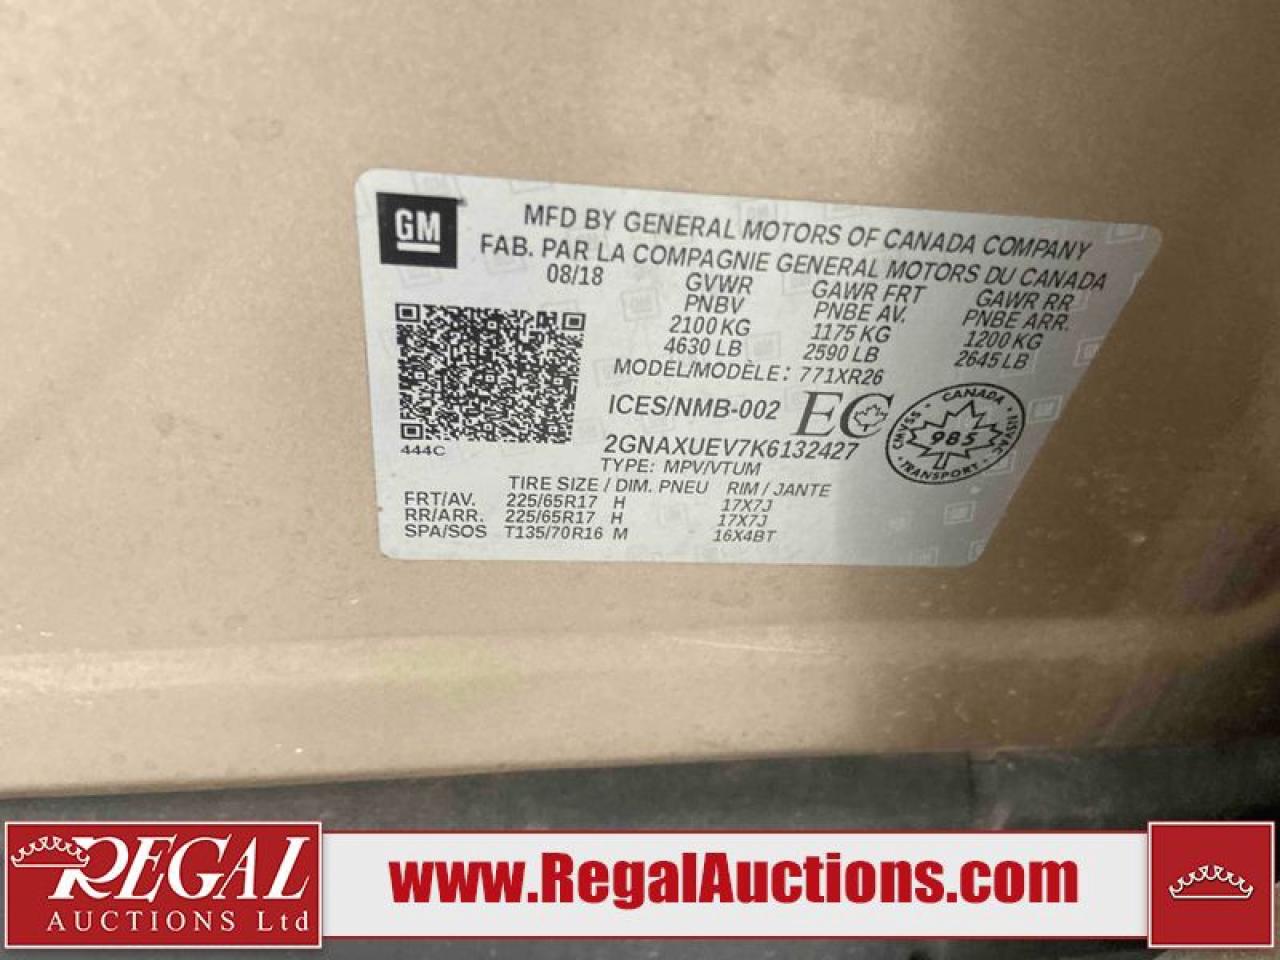 GM
MFD BY GENERAL MOTORS OF CANADA COMPANY
FAB. PAR LA COMPAGNIE GENERAL MOTORS DU CANADA
08/18 GVWR GAWR FRT GAWR RR
PNBV PNBE AV. PNBE ARR.
2100 KG 1175 KG 1200 KG
4630 LB 2590 LB 2645 LB
MODEL/MODÈLE: 771XR26
ICES/NMB-002 EC
CANADA
CMVSS 985 NSVAC
TRANSPORT
444C
2GNAXUEV7K6132427
TYPE: MPV/VTUM
TIRE SIZE / DIM. PNEU RIM / JANTE
FRT/AV. 225/65R17 H 17X7J
RR/ARR. 225/65R17 H 17X7J
SPA/SOS T135/70R16 M 16X4BT
REGAL
AUCTIONS Ltd
www.RegalAuctions.com